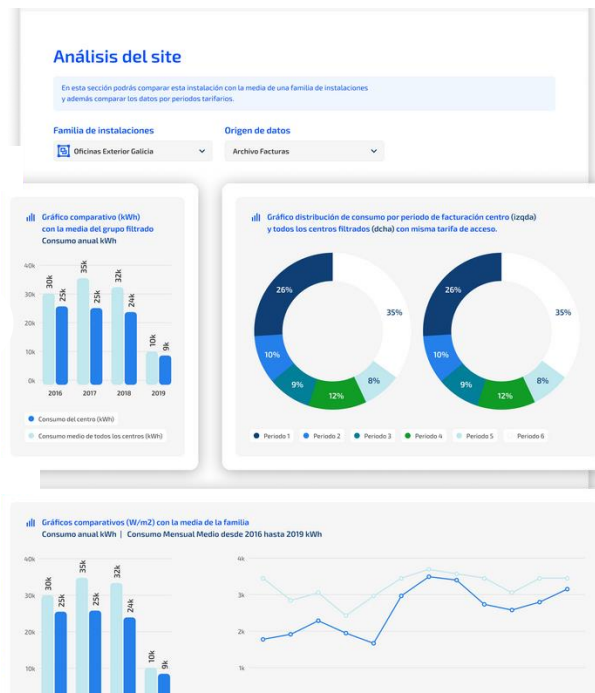 Análisis del site
En esta sección podrás comparar esta instalación con la media de una familia de instalaciones
y además comparar los datos por periodos tarifarios.
Familia de instalaciones
Origen de datos
Oficinas Exterior Galicia
Archivo Facturas
Gráfico comparativo (kWh)
con la media del grupo filtrado
Consumo anual kWh
40k
30k
20k
10k
0k
30k
25k
35k
25k
32k
24k
10k
9k
2016
2017
2018
2019
Consumo del centro (kWh)
Consumo medio de todos los centros (kWh)
Gráfico distribución de consumo por periodo de facturación centro (izqda)
y todos los centros filtrados (dcha) con misma tarifa de acceso.
26%
35%
10%
9%
12%
8%
26%
35%
10%
9%
12%
8%
Periodo 1
Periodo 2
Periodo 3
Periodo 4
Periodo 5
Periodo 6
Gráficos comparativos (W/m2) con la media de la familia
Consumo anual kWh | Consumo Mensual Medio desde 2016 hasta 2019 kWh
40k
30k
20k
10k
30k
25k
35k
25k
32k
24k
10k
9k
4k
3k
2k
1k